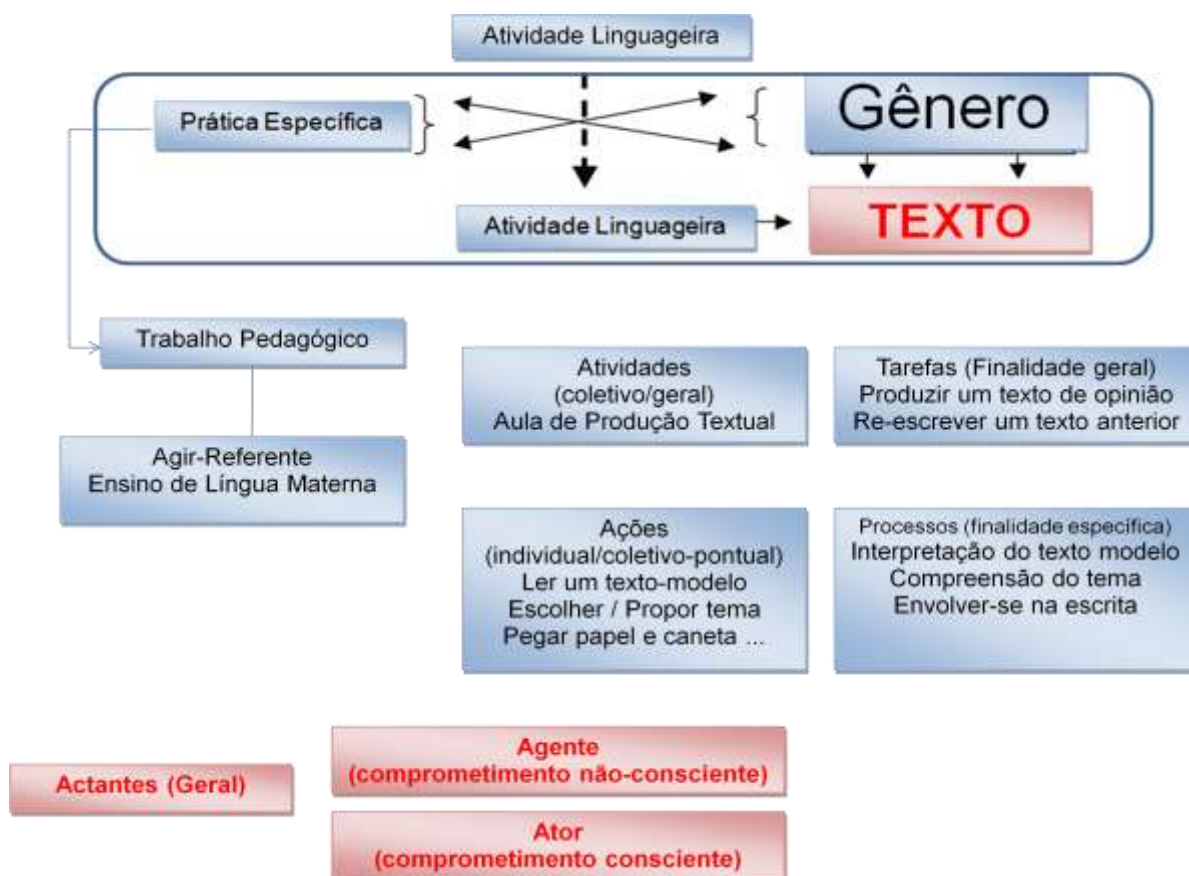 Atividade Linguageira
Prática Específica
Gênero
Atividade Linguageira
TEXTO
Trabalho Pedagógico
Agir-Referente
Ensino de Língua Materna
Atividades
(coletivo/geral)
Aula de Produção Textual
Tarefas (Finalidade geral)
Produzir um texto de opinião
Re-escrever um texto anterior
Ações
(individual/coletivo-pontual)
Ler um texto-modelo
Escolher / Propor tema
Pegar papel e caneta ...
Processos (finalidade específica)
Interpretação do texto modelo
Compreensão do tema
Envolver-se na escrita
Actantes (Geral)
Agente
(comprometimento não-consciente)
Ator
(comprometimento consciente)